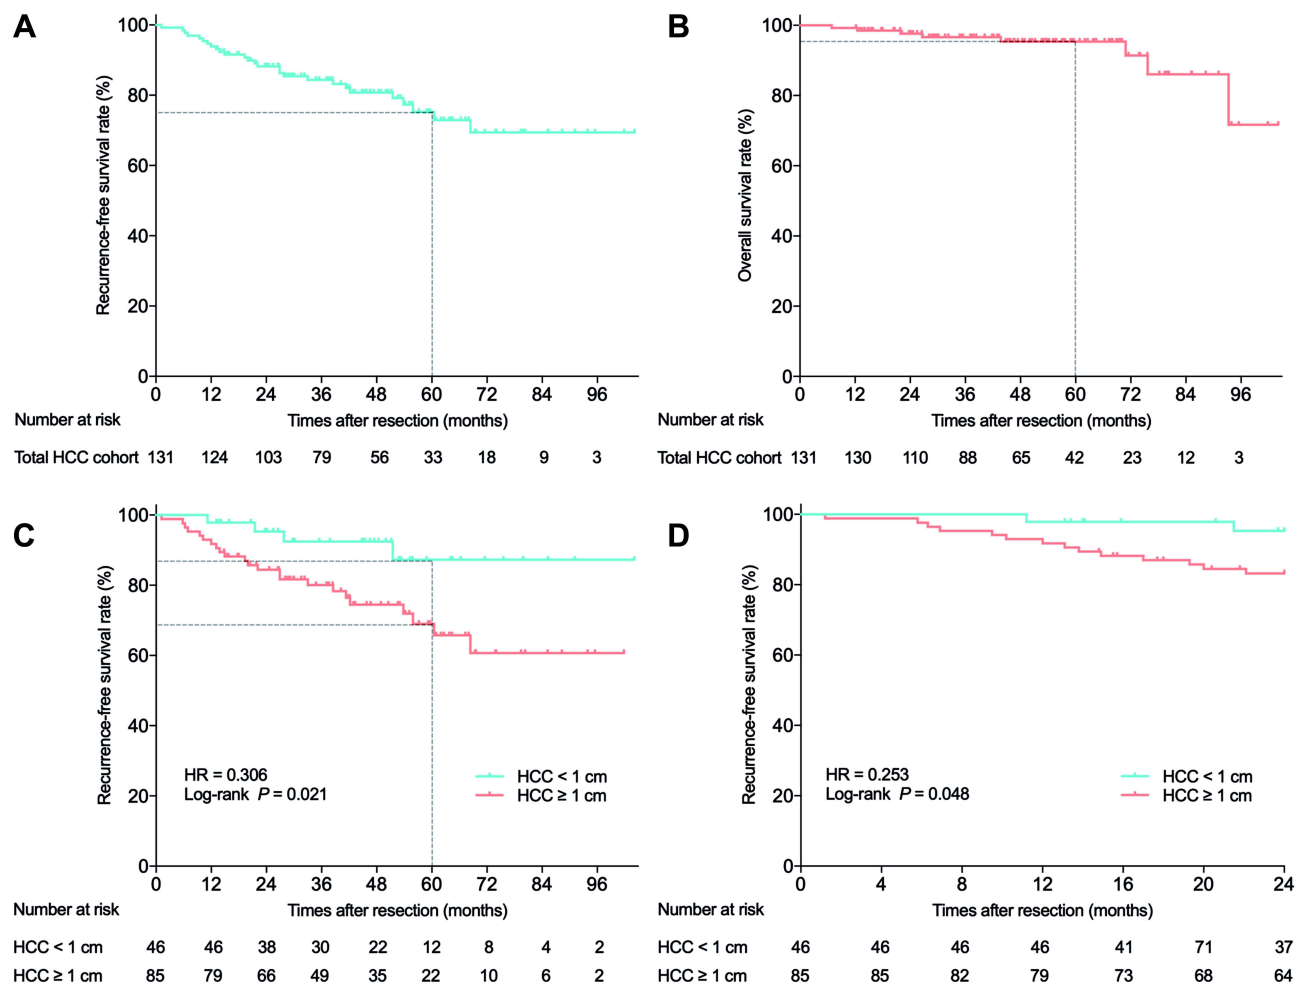 A
Recurrence-free survival rate (%)
100
80
60
40
20
0
0 12 24 36 48 60 72 84 96
Number at risk
Times after resection (months)
Total HCC cohort 131 124 103 79 56 33 18 9 3
B
Overall survival rate (%)
100
80
60
40
20
0
0 12 24 36 48 60 72 84 96
Number at risk
Times after resection (months)
Total HCC cohort 131 130 110 88 65 42 23 12 3
C
Recurrence-free survival rate (%)
100
80
60
40
20
0
HR = 0.306
Log-rank P = 0.021
HCC < 1 cm
HCC ≥ 1 cm
0 12 24 36 48 60 72 84 96
Number at risk
Times after resection (months)
HCC < 1 cm 46 46 38 30 22 12 8 4 2
HCC ≥ 1 cm 85 79 66 49 35 22 10 6 2
D
Recurrence-free survival rate (%)
100
80
60
40
20
0
HR = 0.253
Log-rank P = 0.048
HCC < 1 cm
HCC ≥ 1 cm
0 4 8 12 16 20 24
Number at risk
Times after resection (months)
HCC < 1 cm 46 46 46 46 41 71 37
HCC ≥ 1 cm 85 85 82 79 73 68 64